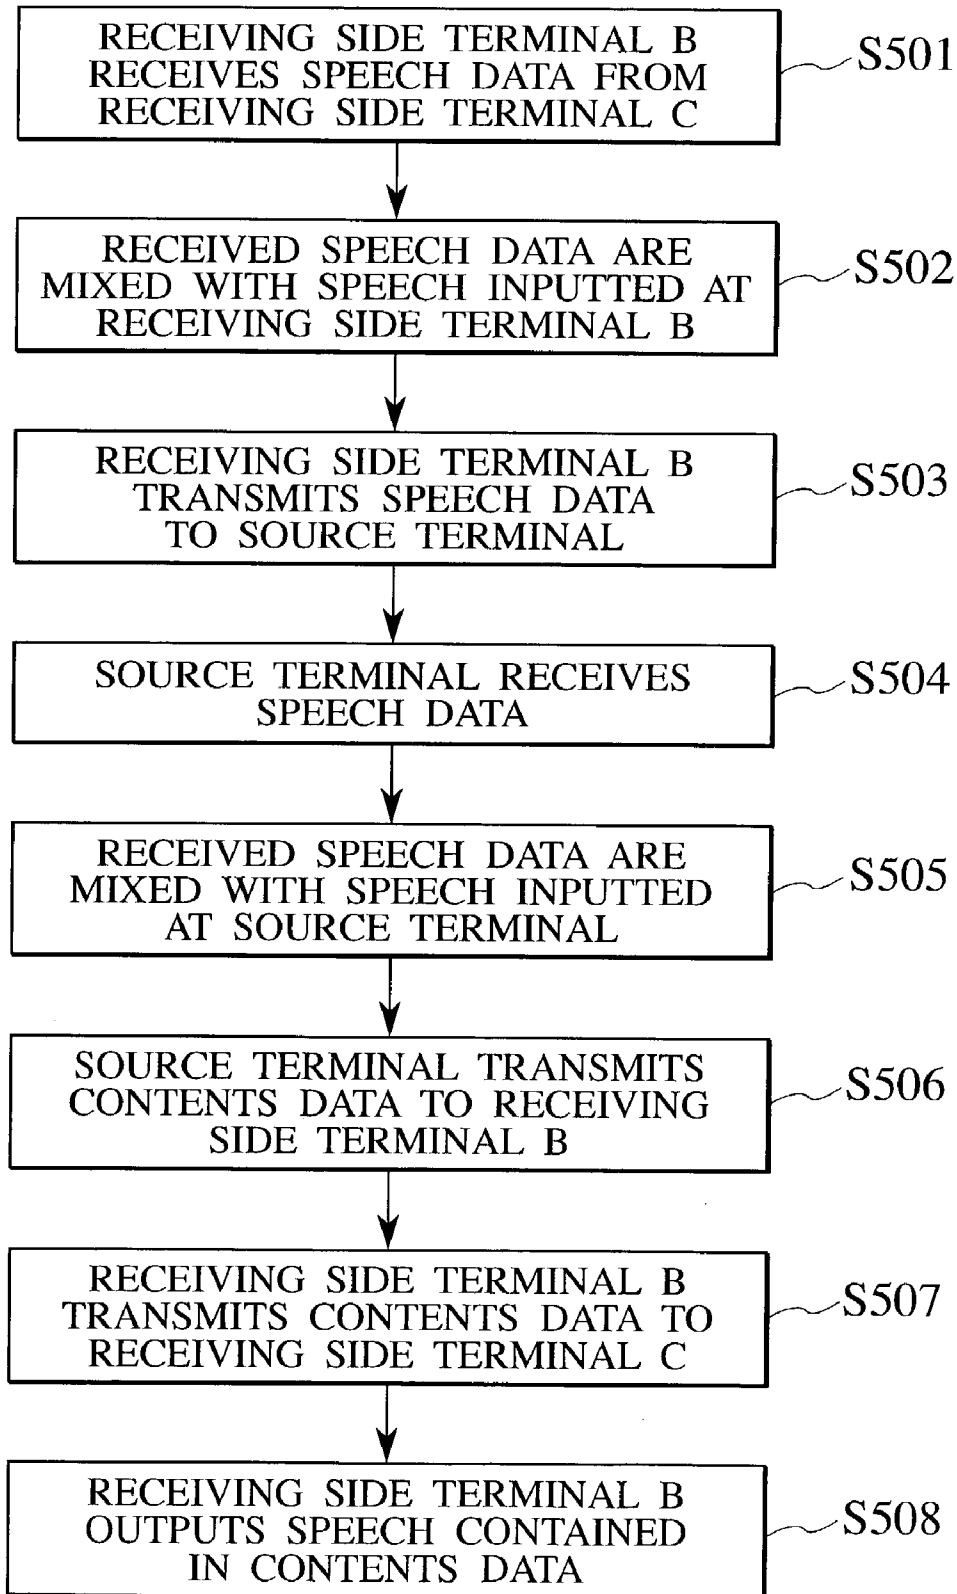 RECEIVING SIDE TERMINAL B
RECEIVES SPEECH DATA FROM
RECEIVING SIDE TERMINAL C
S501
RECEIVED SPEECH DATA ARE
MIXED WITH SPEECH INPUTTED AT
RECEIVING SIDE TERMINAL B
S502
RECEIVING SIDE TERMINAL B
TRANSMITS SPEECH DATA
TO SOURCE TERMINAL
S503
SOURCE TERMINAL RECEIVES
SPEECH DATA
S504
RECEIVED SPEECH DATA ARE
MIXED WITH SPEECH INPUTTED
AT SOURCE TERMINAL
S505
SOURCE TERMINAL TRANSMITS
CONTENTS DATA TO RECEIVING
SIDE TERMINAL B
S506
RECEIVING SIDE TERMINAL B
TRANSMITS CONTENTS DATA TO
RECEIVING SIDE TERMINAL C
S507
RECEIVING SIDE TERMINAL B
OUTPUTS SPEECH CONTAINED
IN CONTENTS DATA
S508